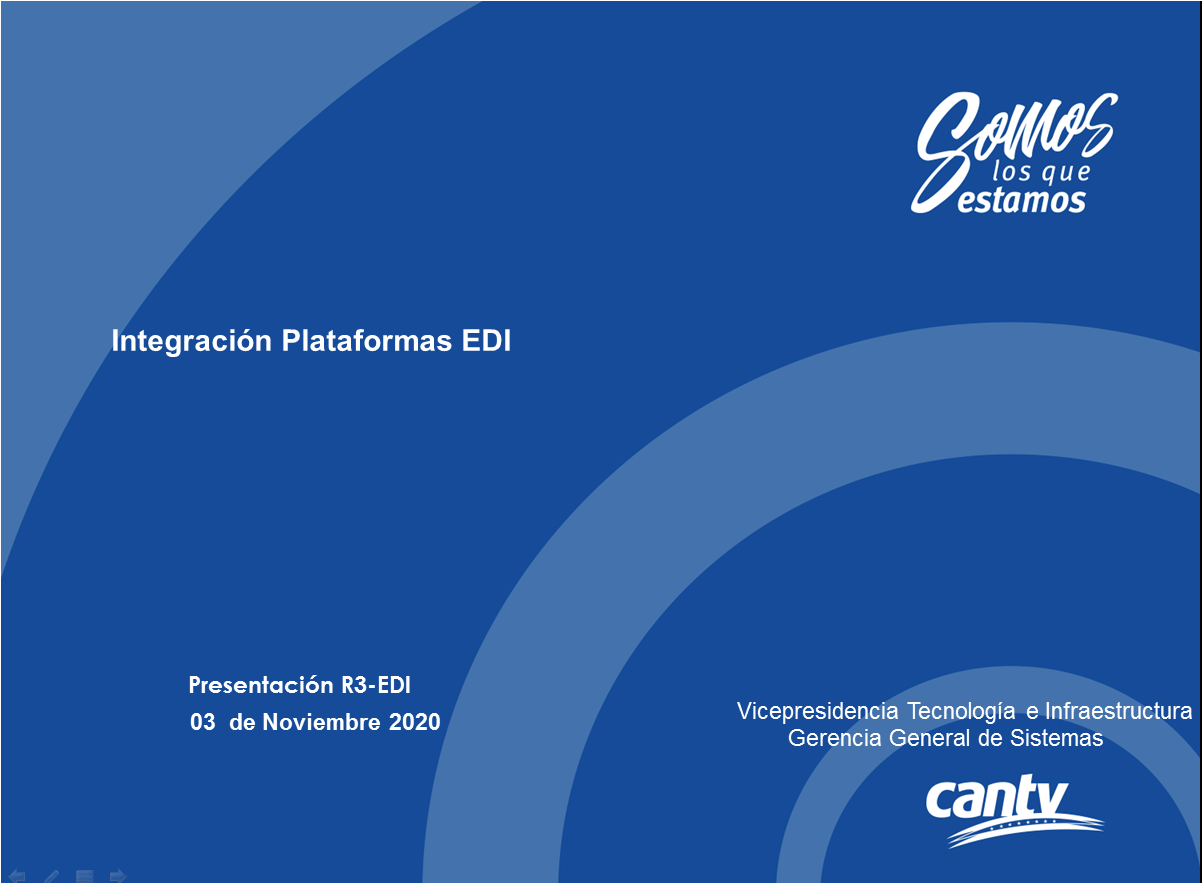 Somos
los que
estamos
Integración Plataformas EDI
Presentación R3-EDI
03 de Noviembre 2020
Vicepresidencia Tecnología e Infraestructura
Gerencia General de Sistemas
cantv